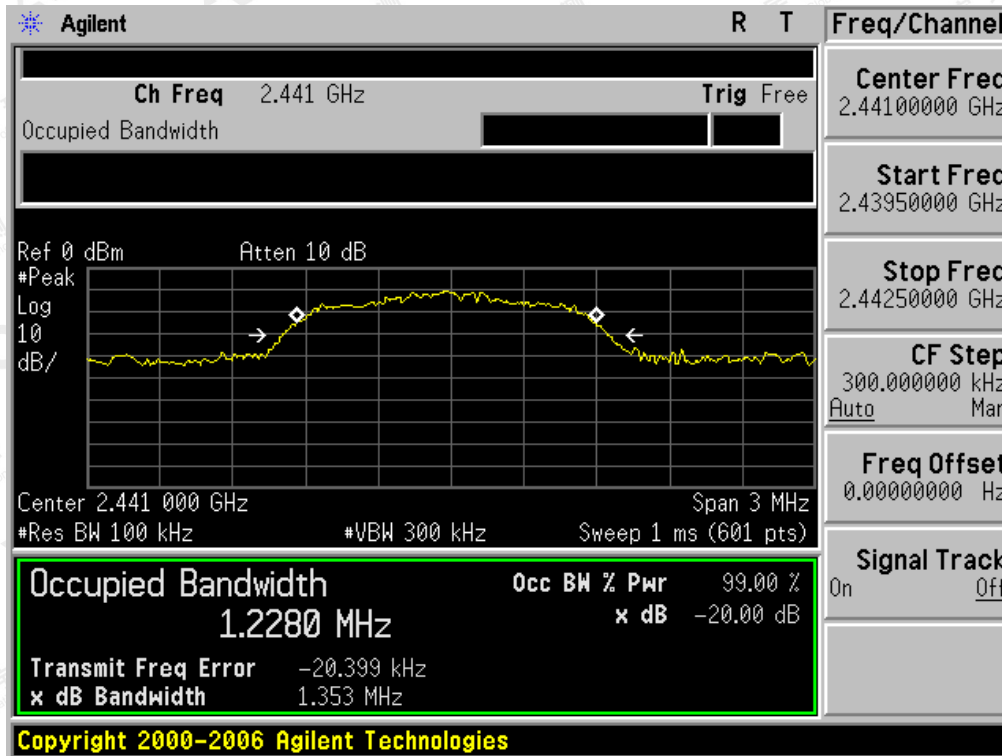 Agilent R T Freq/Channel
Ch Freq 2.441 GHz Trig Free
Occupied Bandwidth
Center Freq
2.44100000 GHz
Start Freq
2.43950000 GHz
Stop Freq
2.44250000 GHz
CF Step
300.000000 kHz
Auto Man
Freq Offset
0.00000000 Hz
Signal Track
On Off
Ref 0 dBm Atten 10 dB
#Peak
Log
10
dB/
Center 2.441 000 GHz Span 3 MHz
#Res BW 100 kHz #VBW 300 kHz Sweep 1 ms (601 pts)
Occupied Bandwidth Occ BW % Pwr 99.00 %
1.2280 MHz x dB -20.00 dB
Transmit Freq Error -20.399 kHz
x dB Bandwidth 1.353 MHz
Copyright 2000-2006 Agilent Technologies